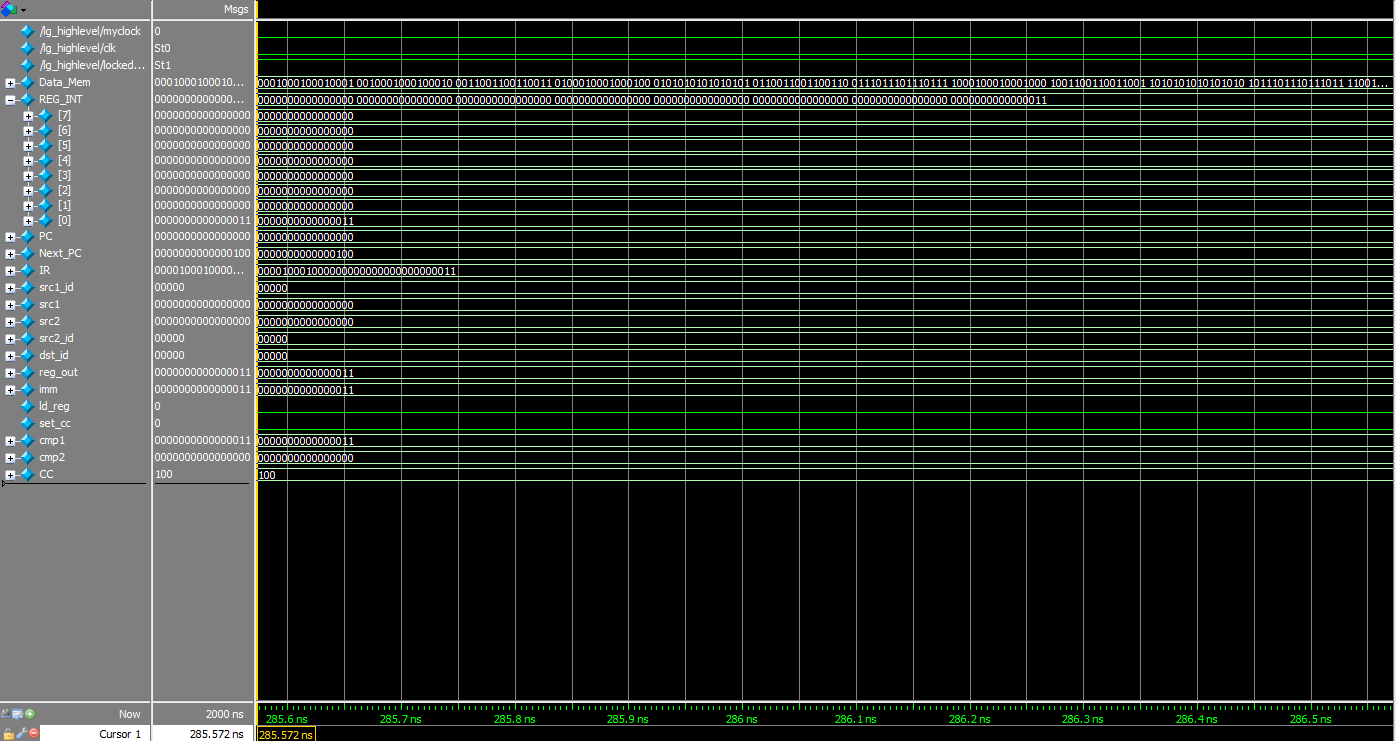 Msgs
/lg_highlevel/myclock 0
/lg_highlevel/clk St0
/lg_highlevel/locked... St1
Data_Mem 0001000100010... 0001000100010001 0010001000100010 0011001100110011 0100010001000100 0101010101010101 0110011001100110 0111011101110111 1000100010001000 1001100110011001 1010101010101010 1011101110111011 11001...
REG_INT 0000000000000... 0000000000000000 0000000000000000 0000000000000000 0000000000000000 0000000000000000 0000000000000000 0000000000000000 0000000000000011
[7] 0000000000000000 0000000000000000
[6] 0000000000000000 0000000000000000
[5] 0000000000000000 0000000000000000
[4] 0000000000000000 0000000000000000
[3] 0000000000000000 0000000000000000
[2] 0000000000000000 0000000000000000
[1] 0000000000000000 0000000000000000
[0] 0000000000000011 0000000000000011
PC 0000000000000000 0000000000000000
Next_PC 0000000000000100 0000000000000100
IR 0000100010000... 00001000100000000000000000000011
src1_id 00000 00000
src1 0000000000000000 0000000000000000
src2 0000000000000000 0000000000000000
src2_id 00000 00000
dst_id 00000 00000
reg_out 0000000000000011 0000000000000011
imm 0000000000000011 0000000000000011
ld_reg 0
set_cc 0
cmp1 0000000000000011 0000000000000011
cmp2 0000000000000000 0000000000000000
CC 100 100
Now 2000 ns 285.6 ns 285.7 ns 285.8 ns 285.9 ns 286 ns 286.1 ns 286.2 ns 286.3 ns 286.4 ns 286.5 ns
Cursor 1 285.572 ns 285.572 ns